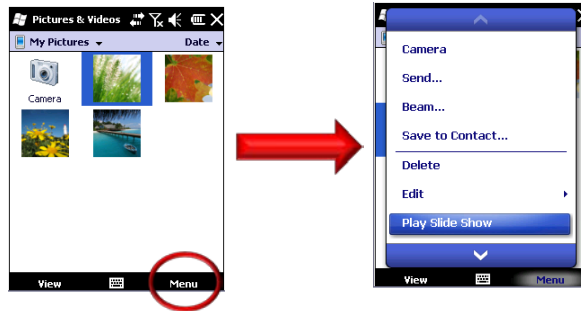 Pictures & Videos
My Pictures
Date
Camera
View
Menu
Camera
Send...
Beam...
Save to Contact...
Delete
Edit
Play Slide Show
View
Menu